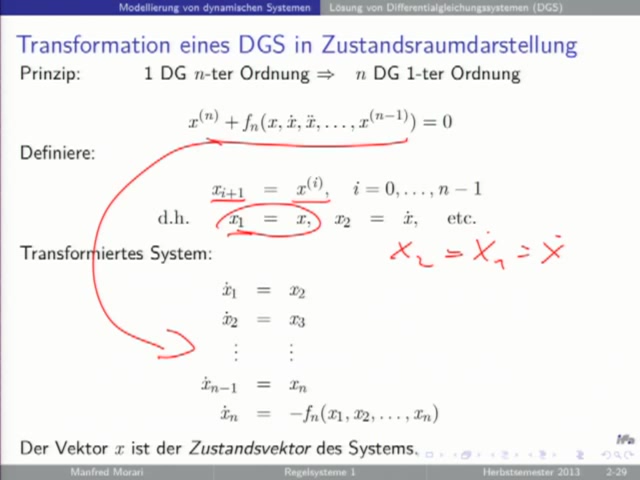 Modellierung von dynamischen Systemen Lösung von Differentialgleichungssystemen (DGS)
Transformation eines DGS in Zustandsraumdarstellung
Prinzip: 1 DG n-ter Ordnung ⇒ n DG 1-ter Ordnung
x^(n) + f_n(x, ẋ, ẍ, …, x^(n−1)) = 0
Definiere:
x_{i+1} = x^(i), i = 0, …, n − 1
d.h. x_1 = x, x_2 = ẋ, etc.
x_2 = ẋ_1 = ẋ
Transformiertes System:
ẋ_1 = x_2
ẋ_2 = x_3
⋮ ⋮
ẋ_{n−1} = x_n
ẋ_n = −f_n(x_1, x_2, …, x_n)
Der Vektor x ist der Zustandsvektor des Systems.
Manfred Morari Regelsysteme 1 Herbstsemester 2013 2-29